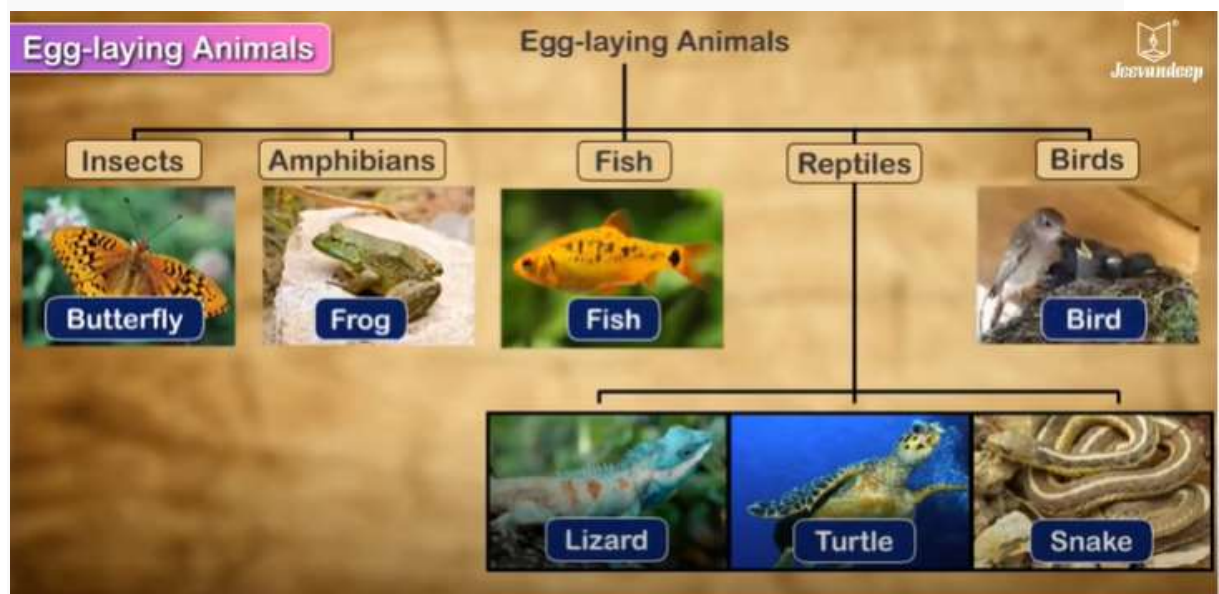 Egg-laying Animals
Egg-laying Animals
Jeevandeep
Insects
Amphibians
Fish
Reptiles
Birds
Butterfly
Frog
Fish
Bird
Lizard
Turtle
Snake